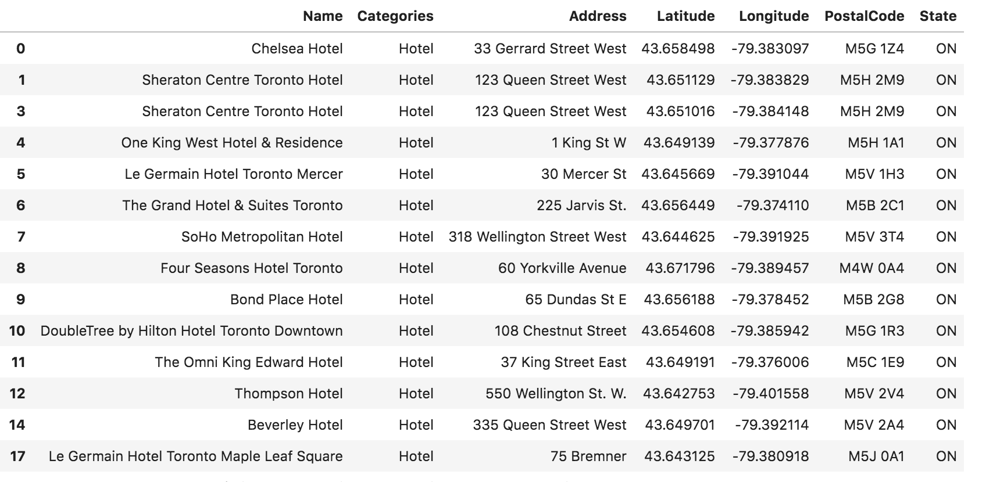 Name Categories Address Latitude Longitude PostalCode State
0 Chelsea Hotel Hotel 33 Gerrard Street West 43.658498 -79.383097 M5G 1Z4 ON
1 Sheraton Centre Toronto Hotel Hotel 123 Queen Street West 43.651129 -79.383829 M5H 2M9 ON
3 Sheraton Centre Toronto Hotel Hotel 123 Queen Street West 43.651016 -79.384148 M5H 2M9 ON
4 One King West Hotel & Residence Hotel 1 King St W 43.649139 -79.377876 M5H 1A1 ON
5 Le Germain Hotel Toronto Mercer Hotel 30 Mercer St 43.645669 -79.391044 M5V 1H3 ON
6 The Grand Hotel & Suites Toronto Hotel 225 Jarvis St. 43.656449 -79.374110 M5B 2C1 ON
7 SoHo Metropolitan Hotel Hotel 318 Wellington Street West 43.644625 -79.391925 M5V 3T4 ON
8 Four Seasons Hotel Toronto Hotel 60 Yorkville Avenue 43.671796 -79.389457 M4W 0A4 ON
9 Bond Place Hotel Hotel 65 Dundas St E 43.656188 -79.378452 M5B 2G8 ON
10 DoubleTree by Hilton Hotel Toronto Downtown Hotel 108 Chestnut Street 43.654608 -79.385942 M5G 1R3 ON
11 The Omni King Edward Hotel Hotel 37 King Street East 43.649191 -79.376006 M5C 1E9 ON
12 Thompson Hotel Hotel 550 Wellington St. W. 43.642753 -79.401558 M5V 2V4 ON
14 Beverley Hotel Hotel 335 Queen Street West 43.649701 -79.392114 M5V 2A4 ON
17 Le Germain Hotel Toronto Maple Leaf Square Hotel 75 Bremner 43.643125 -79.380918 M5J 0A1 ON